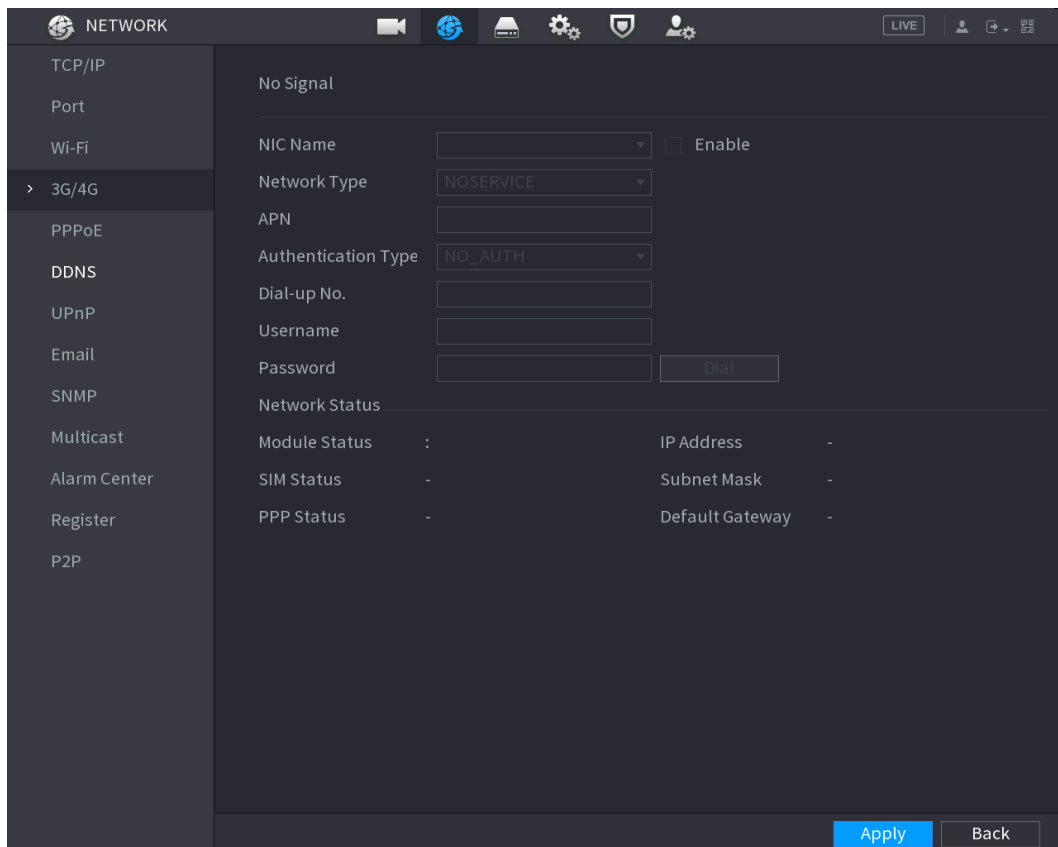 NETWORK
LIVE
TCP/IP
Port
Wi-Fi
3G/4G
PPPoE
DDNS
UPnP
Email
SNMP
Multicast
Alarm Center
Register
P2P
No Signal
NIC Name Enable
Network Type NOSERVICE
APN
Authentication Type NO_AUTH
Dial-up No.
Username
Password Dial
Network Status
Module Status : IP Address -
SIM Status - Subnet Mask -
PPP Status - Default Gateway -
Apply Back